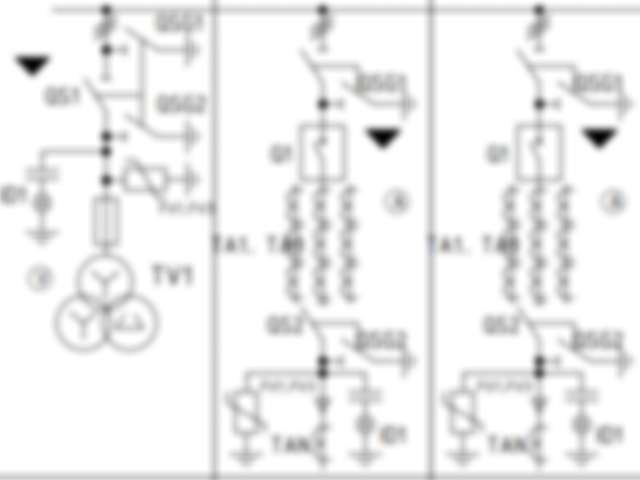 QSG1
QS1
QSG2
ID1
TV1
QSG1
Q1
TA1, TA3
QS2
QSG2
ID1
TAN
QSG1
Q1
TA1, TA3
QS2
QSG2
ID1
TAN